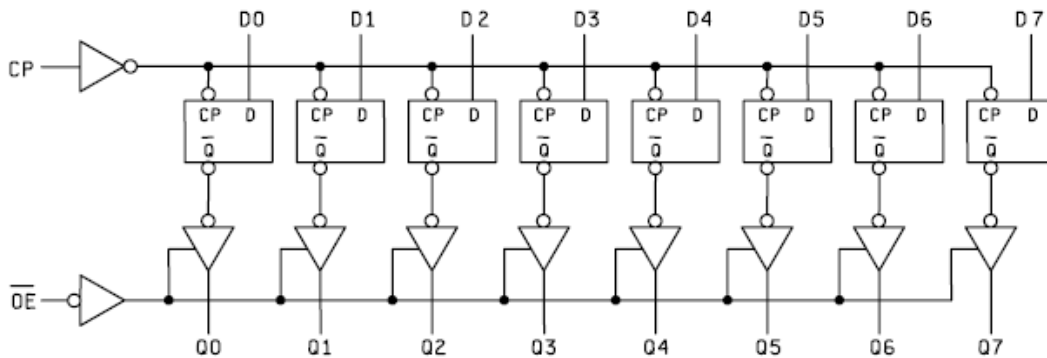 D0 D1 D2 D3 D4 D5 D6 D7
CP
CP D CP D CP D CP D CP D CP D CP D CP D
Q̅ Q̅ Q̅ Q̅ Q̅ Q̅ Q̅ Q̅
O̅E̅
Q0 Q1 Q2 Q3 Q4 Q5 Q6 Q7